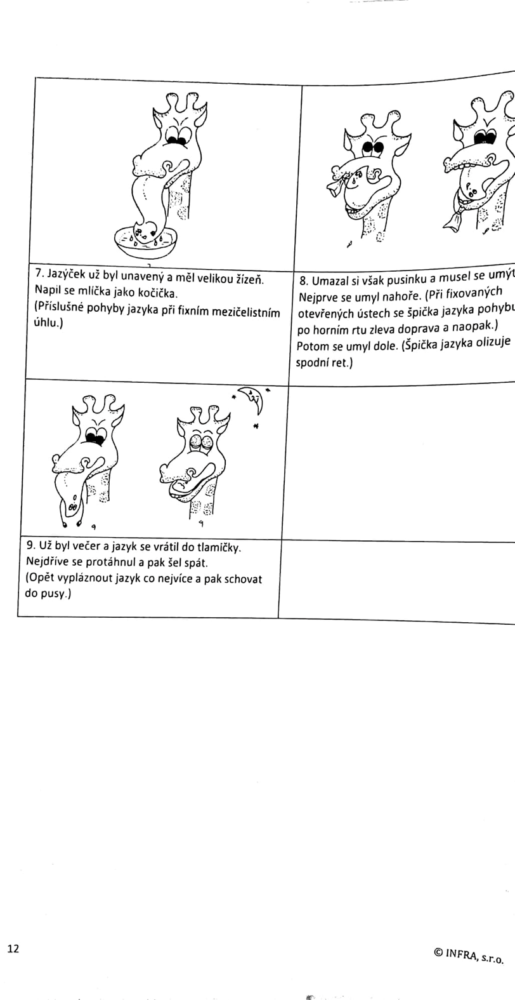 7. Jazýček už byl unavený a měl velikou žízeň.
Napil se mlíčka jako kočička.
(Příslušné pohyby jazyka při fixním mezičelistním
úhlu.)
8. Umazal si však pusinku a musel se umýt
Nejprve se umyl nahoře. (Při fixovaných
otevřených ústech se špička jazyka pohybu
po horním rtu zleva doprava a naopak.)
Potom se umyl dole. (Špička jazyka olizuje
spodní ret.)
9. Už byl večer a jazyk se vrátil do tlamičky.
Nejdříve se protáhnul a pak šel spát.
(Opět vypláznout jazyk co nejvíce a pak schovat
do pusy.)
12
© INFRA, s.r.o.